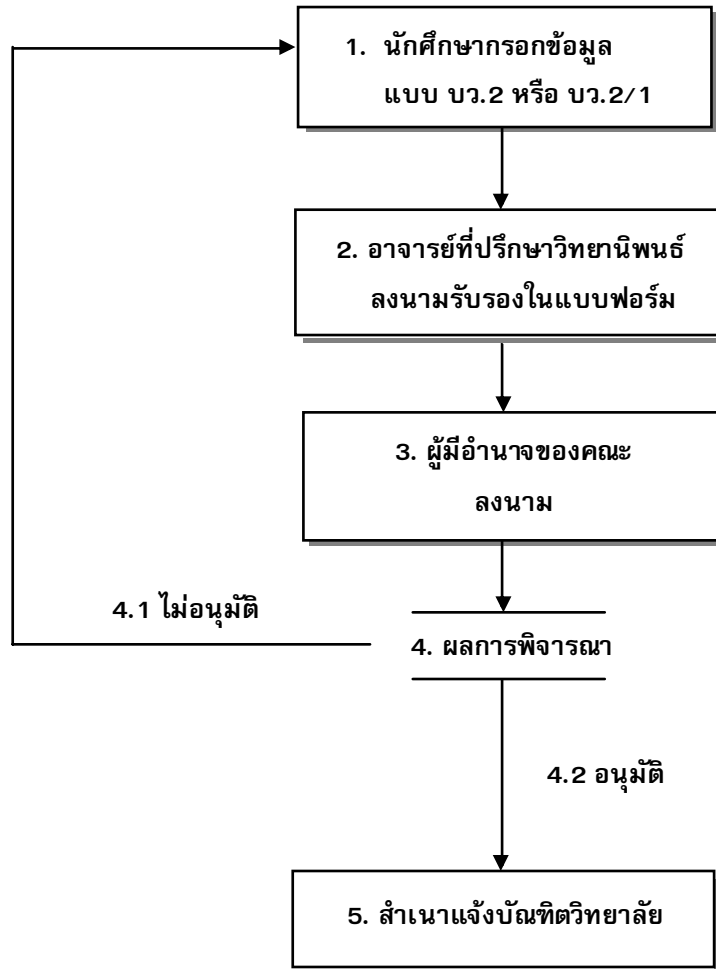 1. นักศึกษากรอกข้อมูล
แบบ บว.2 หรือ บว.2/1
2. อาจารย์ที่ปรึกษาวิทยานิพนธ์
ลงนามรับรองในแบบฟอร์ม
3. ผู้มีอำนาจของคณะ
ลงนาม
4.1 ไม่อนุมัติ
4. ผลการพิจารณา
4.2 อนุมัติ
5. สำเนาแจ้งบัณฑิตวิทยาลัย